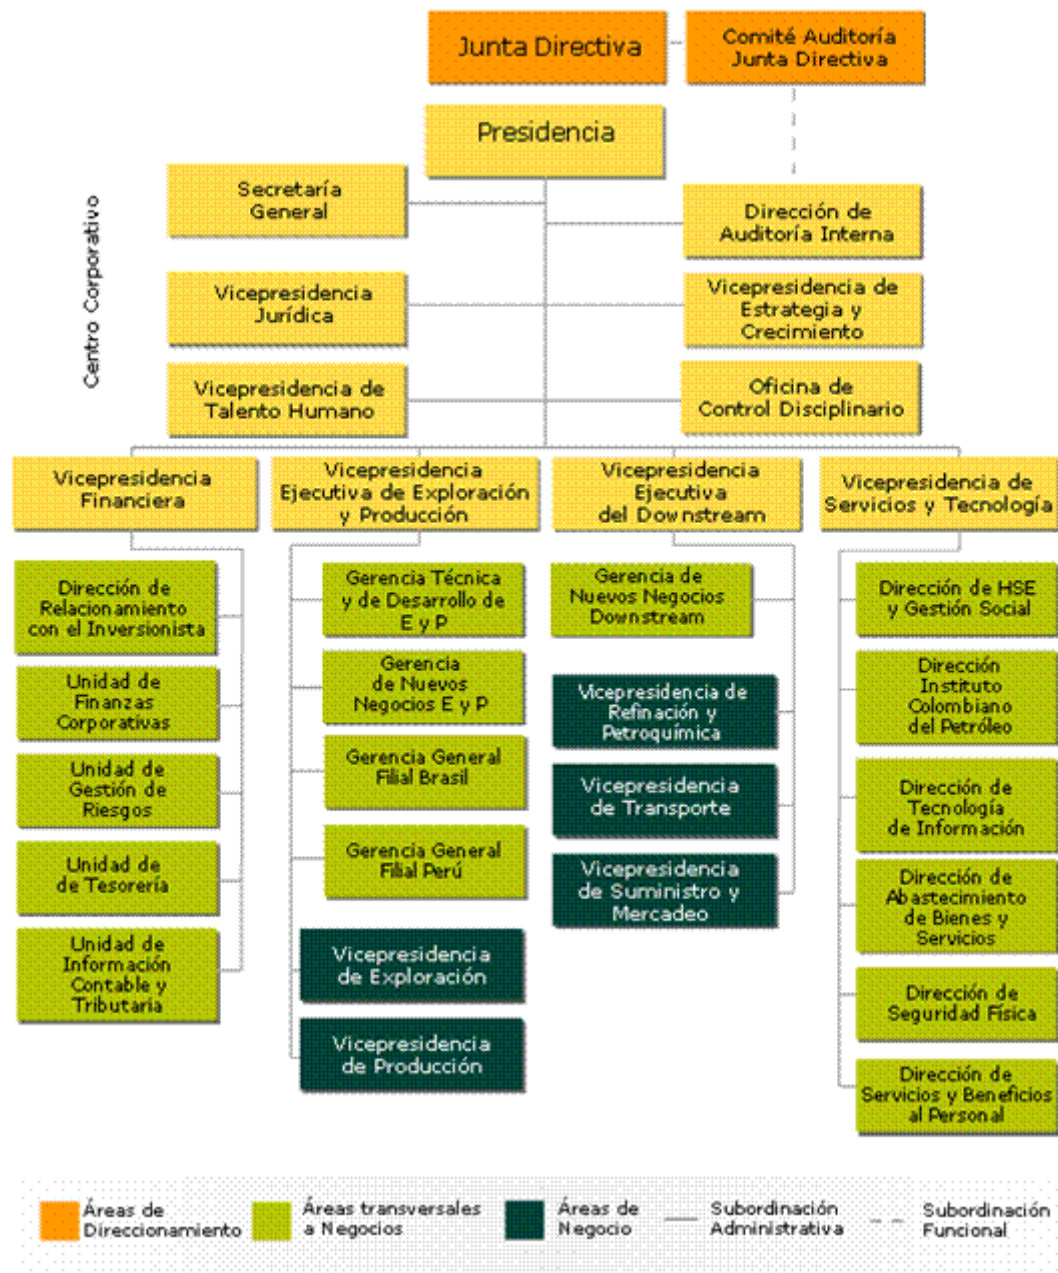 Junta Directiva
Comité Auditoría
Junta Directiva
Presidencia
Centro Corporativo
Secretaría
General
Dirección de
Auditoría Interna
Vicepresidencia
Jurídica
Vicepresidencia de
Estrategia y
Crecimiento
Vicepresidencia de
Talento Humano
Oficina de
Control Disciplinario
Vicepresidencia
Financiera
Vicepresidencia
Ejecutiva de Exploración
y Producción
Vicepresidencia
Ejecutiva
del Downstream
Vicepresidencia de
Servicios y Tecnología
Dirección de
Relacionamiento
con el Inversionista
Unidad de
Finanzas
Corporativas
Unidad de
Gestión de
Riesgos
Unidad de
de Tesorería
Unidad de
Información
Contable y
Tributaria
Gerencia Técnica
y de Desarrollo de
E y P
Gerencia
de Nuevos
Negocios E y P
Gerencia General
Filial Brasil
Gerencia General
Filial Perú
Vicepresidencia
de Exploración
Vicepresidencia
de Producción
Gerencia de
Nuevos Negocios
Downstream
Vicepresidencia de
Refinación y
Petroquímica
Vicepresidencia
de Transporte
Vicepresidencia
de Suministro y
Mercadeo
Dirección de HSE
y Gestión Social
Dirección
Instituto
Colombiano
del Petróleo
Dirección de
Tecnología
de Información
Dirección de
Abastecimiento
de Bienes y
Servicios
Dirección de
Seguridad Física
Dirección de
Servicios y Beneficios
al Personal
Áreas de
Direccionamiento
Áreas transversales
a Negocios
Áreas de
Negocio
Subordinación
Administrativa
Subordinación
Funcional